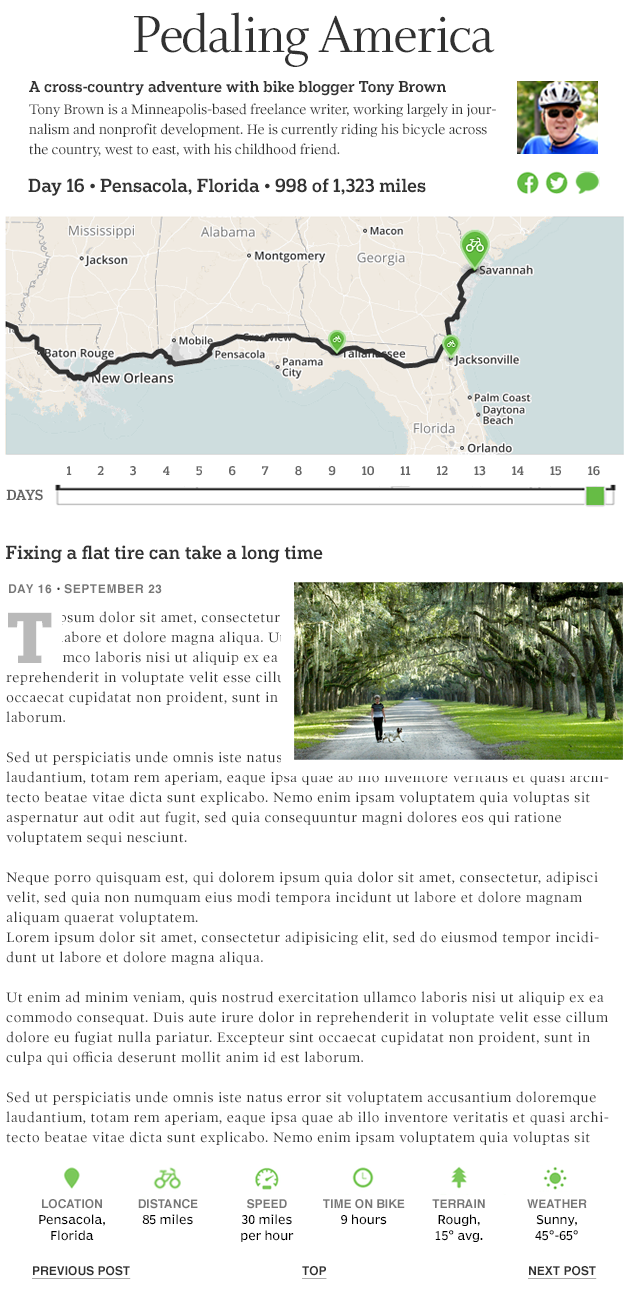 Pedaling America
A cross-country adventure with bike blogger Tony Brown
Tony Brown is a Minneapolis-based freelance writer, working largely in jour-
nalism and nonprofit development. He is currently riding his bicycle across
the country, west to east, with his childhood friend.
Day 16 • Pensacola, Florida • 998 of 1,323 miles
Mississippi
Alabama
Macon
Jackson
Montgomery
Georgia
Savannah
Mobile
Crestview
Baton Rouge
Pensacola
Tallahassee
Jacksonville
Panama
City
New Orleans
Palm Coast
Daytona
Beach
Florida
Orlando
1 2 3 4 5 6 7 8 9 10 11 12 13 14 15 16
DAYS
Fixing a flat tire can take a long time
DAY 16 • SEPTEMBER 23
T
psum dolor sit amet, consectetur
abore et dolore magna aliqua. Ut
mco laboris nisi ut aliquip ex ea
reprehenderit in voluptate velit esse cillu
occaecat cupidatat non proident, sunt in
laborum.
Sed ut perspiciatis unde omnis iste natus
laudantium, totam rem aperiam, eaque ipsa quae ab illo inventore veritatis et quasi archi-
tecto beatae vitae dicta sunt explicabo. Nemo enim ipsam voluptatem quia voluptas sit
aspernatur aut odit aut fugit, sed quia consequuntur magni dolores eos qui ratione
voluptatem sequi nesciunt.
Neque porro quisquam est, qui dolorem ipsum quia dolor sit amet, consectetur, adipisci
velit, sed quia non numquam eius modi tempora incidunt ut labore et dolore magnam
aliquam quaerat voluptatem.
Lorem ipsum dolor sit amet, consectetur adipisicing elit, sed do eiusmod tempor incidi-
dunt ut labore et dolore magna aliqua.
Ut enim ad minim veniam, quis nostrud exercitation ullamco laboris nisi ut aliquip ex ea
commodo consequat. Duis aute irure dolor in reprehenderit in voluptate velit esse cillum
dolore eu fugiat nulla pariatur. Excepteur sint occaecat cupidatat non proident, sunt in
culpa qui officia deserunt mollit anim id est laborum.
Sed ut perspiciatis unde omnis iste natus error sit voluptatem accusantium doloremque
laudantium, totam rem aperiam, eaque ipsa quae ab illo inventore veritatis et quasi archi-
tecto beatae vitae dicta sunt explicabo. Nemo enim ipsam voluptatem quia voluptas sit
LOCATION
Pensacola,
Florida
DISTANCE
85 miles
SPEED
30 miles
per hour
TIME ON BIKE
9 hours
TERRAIN
Rough,
15° avg.
WEATHER
Sunny,
45°-65°
PREVIOUS POST
TOP
NEXT POST